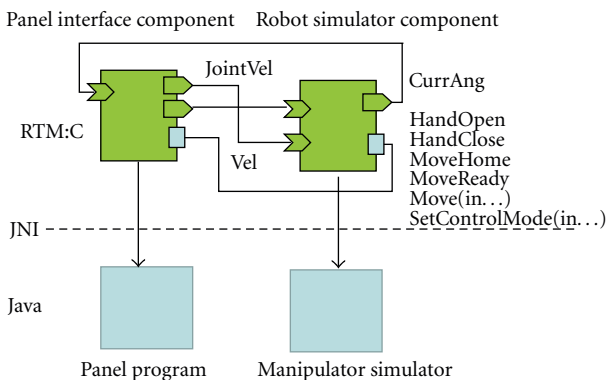 Panel interface component
Robot simulator component
JointVel
CurrAng
RTM:C
HandOpen
HandClose
MoveHome
MoveReady
Move(in...)
SetControlMode(in...)
Vel
JNI
Java
Panel program
Manipulator simulator